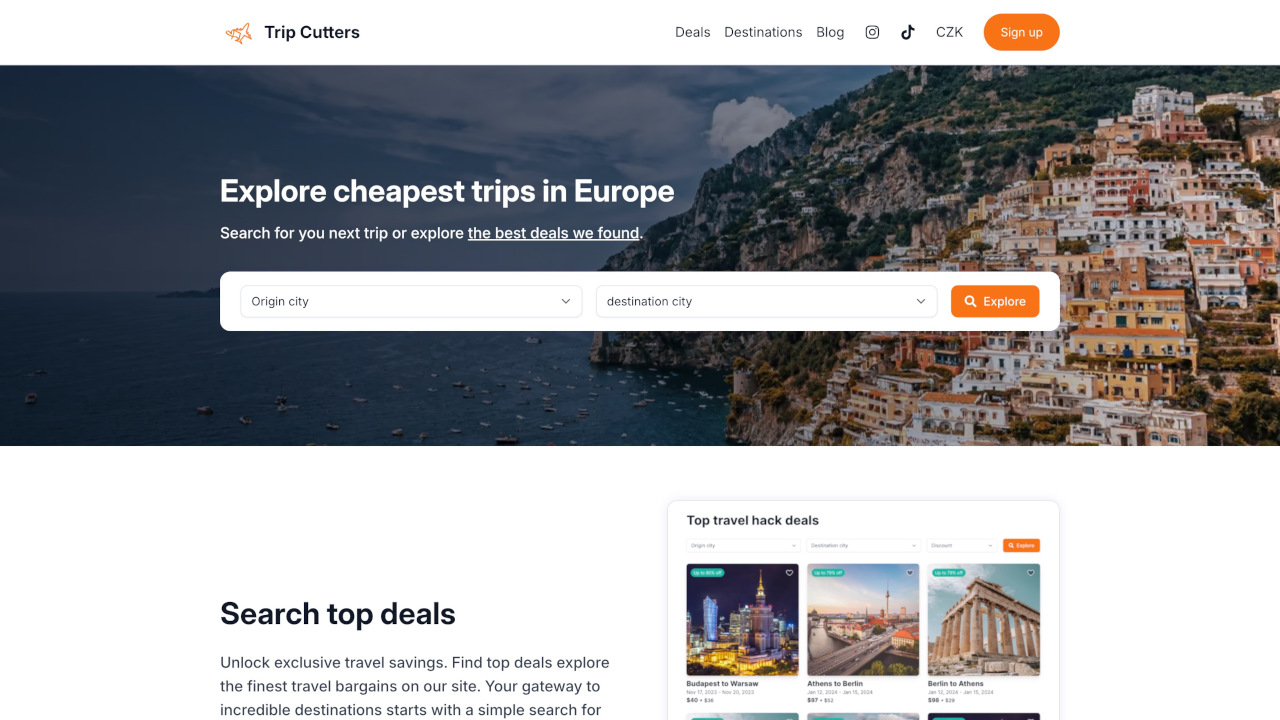 Trip Cutters
Deals Destinations Blog CZK Sign up
Explore cheapest trips in Europe
Search for you next trip or explore the best deals we found.
Origin city destination city Explore
Top travel hack deals
Origin city Destination city Discount Explore
Up to 80% off Up to 79% off Up to 78% off
Search top deals
Budapest to Warsaw Athens to Berlin Berlin to Athens
Nov 17, 2023 - Nov 20, 2023 Jan 12, 2024 - Jan 15, 2024 Jan 12, 2024 - Jan 15, 2024
$40 + $36 $97 + $52 $96 + $28
Unlock exclusive travel savings. Find top deals explore
the finest travel bargains on our site. Your gateway to
incredible destinations starts with a simple search for